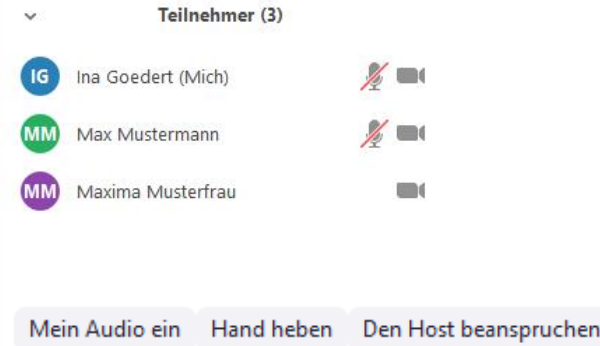 Teilnehmer (3)
IG Ina Goedert (Mich)
MM Max Mustermann
MM Maxima Musterfrau
Mein Audio ein Hand heben Den Host beanspruchen